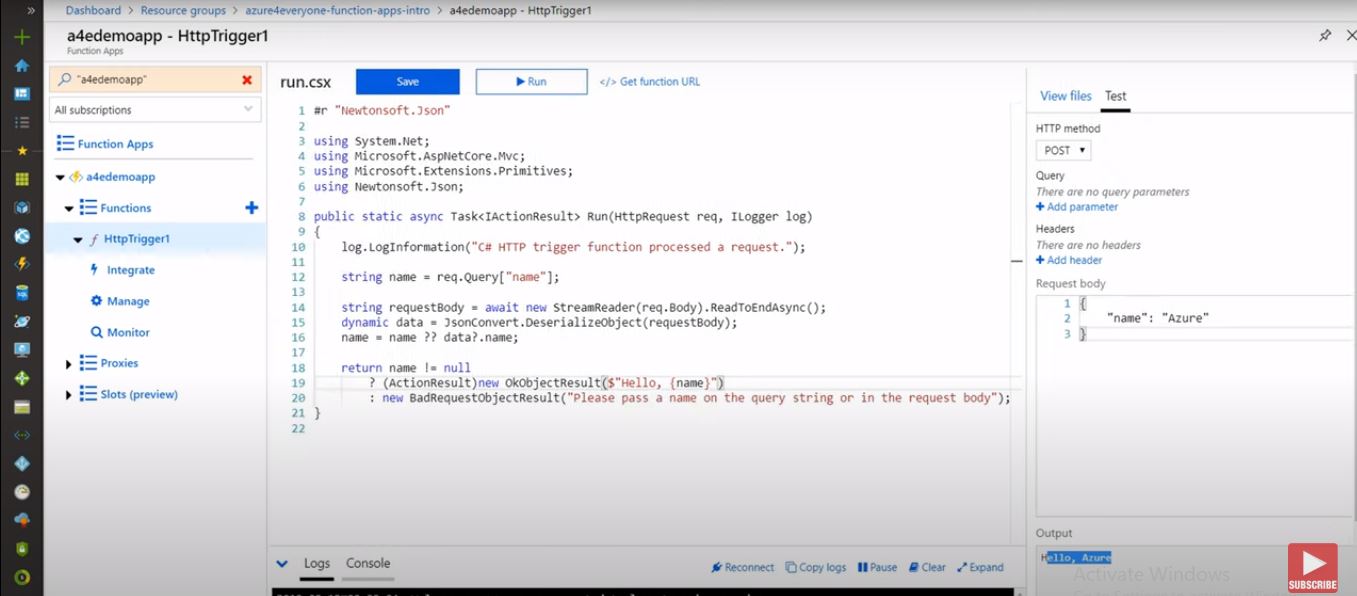 Dashboard > Resource groups > azure4everyone-function-apps-intro > a4edemoapp - HttpTrigger1
a4edemoapp - HttpTrigger1
Function Apps
"a4edemoapp"
All subscriptions
Function Apps
a4edemoapp
Functions
HttpTrigger1
Integrate
Manage
Monitor
Proxies
Slots (preview)
run.csx
Save
Run
</> Get function URL
1 #r "Newtonsoft.Json"
2
3 using System.Net;
4 using Microsoft.AspNetCore.Mvc;
5 using Microsoft.Extensions.Primitives;
6 using Newtonsoft.Json;
7
8 public static async Task<IActionResult> Run(HttpRequest req, ILogger log)
9 {
10 log.LogInformation("C# HTTP trigger function processed a request.");
11
12 string name = req.Query["name"];
13
14 string requestBody = await new StreamReader(req.Body).ReadToEndAsync();
15 dynamic data = JsonConvert.DeserializeObject(requestBody);
16 name = name ?? data?.name;
17
18 return name != null
19 ? (ActionResult)new OkObjectResult($"Hello, {name}")
20 : new BadRequestObjectResult("Please pass a name on the query string or in the request body");
21 }
22
Logs
Console
Reconnect
Copy logs
Pause
Clear
Expand
View files
Test
HTTP method
POST
Query
There are no query parameters
+ Add parameter
Headers
There are no headers
+ Add header
Request body
1 {
2 "name": "Azure"
3 }
Output
Hello, Azure
Activate Windows
SUBSCRIBE